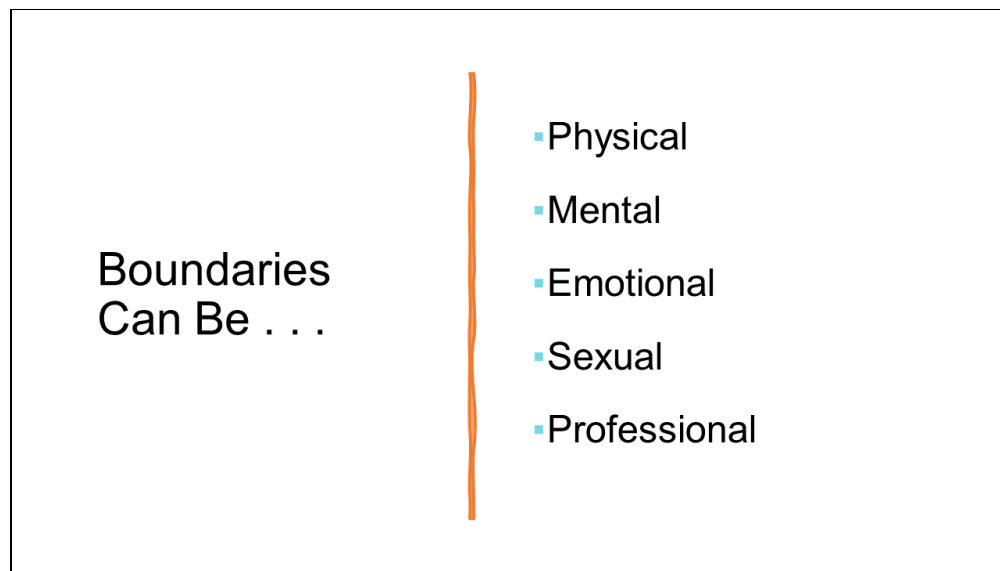 Boundaries
Can Be . . .
▪Physical
▪Mental
▪Emotional
▪Sexual
▪Professional